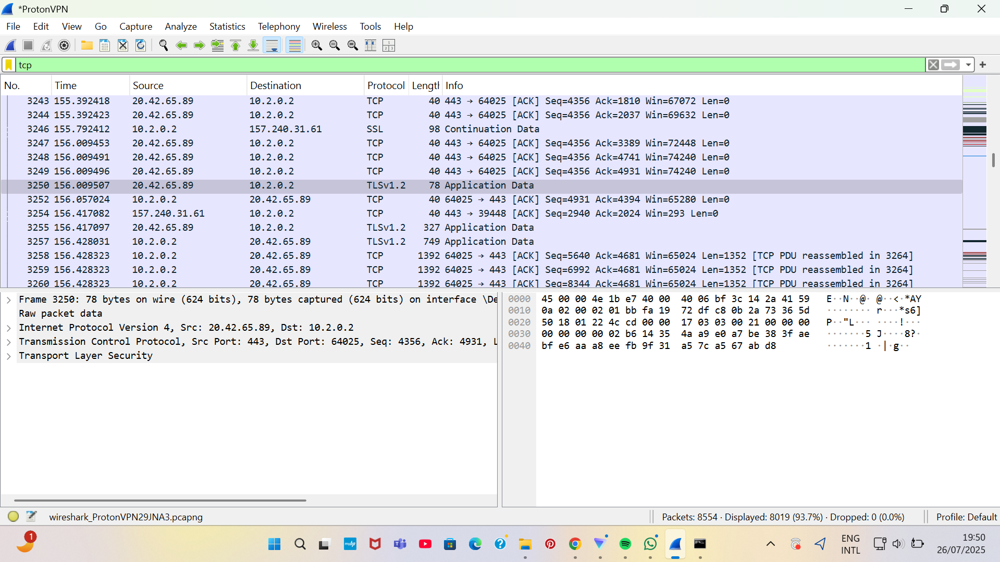 *ProtonVPN
File Edit View Go Capture Analyze Statistics Telephony Wireless Tools Help
tcp
No. Time Source Destination Protocol Length Info
3243 155.392418 20.42.65.89 10.2.0.2 TCP 40 443 → 64025 [ACK] Seq=4356 Ack=1810 Win=67072 Len=0
3244 155.392423 20.42.65.89 10.2.0.2 TCP 40 443 → 64025 [ACK] Seq=4356 Ack=2037 Win=69632 Len=0
3246 155.792412 10.2.0.2 157.240.31.61 SSL 98 Continuation Data
3247 156.009453 20.42.65.89 10.2.0.2 TCP 40 443 → 64025 [ACK] Seq=4356 Ack=3389 Win=72448 Len=0
3248 156.009491 20.42.65.89 10.2.0.2 TCP 40 443 → 64025 [ACK] Seq=4356 Ack=4741 Win=74240 Len=0
3249 156.009496 20.42.65.89 10.2.0.2 TCP 40 443 → 64025 [ACK] Seq=4356 Ack=4931 Win=74240 Len=0
3250 156.009507 20.42.65.89 10.2.0.2 TLSv1.2 78 Application Data
3252 156.057024 10.2.0.2 20.42.65.89 TCP 40 64025 → 443 [ACK] Seq=4931 Ack=4394 Win=65280 Len=0
3254 156.417082 157.240.31.61 10.2.0.2 TCP 40 443 → 39448 [ACK] Seq=2940 Ack=2024 Win=293 Len=0
3255 156.417097 20.42.65.89 10.2.0.2 TLSv1.2 327 Application Data
3257 156.428031 10.2.0.2 20.42.65.89 TLSv1.2 749 Application Data
3258 156.428323 10.2.0.2 20.42.65.89 TCP 1392 64025 → 443 [ACK] Seq=5640 Ack=4681 Win=65024 Len=1352 [TCP PDU reassembled in 3264]
3259 156.428323 10.2.0.2 20.42.65.89 TCP 1392 64025 → 443 [ACK] Seq=6992 Ack=4681 Win=65024 Len=1352 [TCP PDU reassembled in 3264]
3260 156.428323 10.2.0.2 20.42.65.89 TCP 1392 64025 → 443 [ACK] Seq=8344 Ack=4681 Win=65024 Len=1352 [TCP PDU reassembled in 3264]
Frame 3250: 78 bytes on wire (624 bits), 78 bytes captured (624 bits) on interface \De
Raw packet data
Internet Protocol Version 4, Src: 20.42.65.89, Dst: 10.2.0.2
Transmission Control Protocol, Src Port: 443, Dst Port: 64025, Seq: 4356, Ack: 4931, L
Transport Layer Security
0000 45 00 00 4e 1b e7 40 00 40 06 bf 3c 14 2a 41 59 E··N··@· @··<·*AY
0010 0a 02 00 02 01 bb fa 19 72 df c8 0b 2a 73 36 5d ········ r···*s6]
0020 50 18 01 22 4c cd 00 00 17 03 03 00 21 00 00 00 P··"L··· ····!···
0030 00 00 00 00 02 b6 14 35 4a a9 e0 a7 be 38 3f ae ·······5 J····8?·
0040 bf e6 aa a8 ee fb 9f 31 a5 7c a5 67 ab d8 ·······1 ·|·g··
wireshark_ProtonVPN29JNA3.pcapng
Packets: 8554 · Displayed: 8019 (93.7%) · Dropped: 0 (0.0%)
Profile: Default
1
myhp
ENG
INTL
19:50
26/07/2025